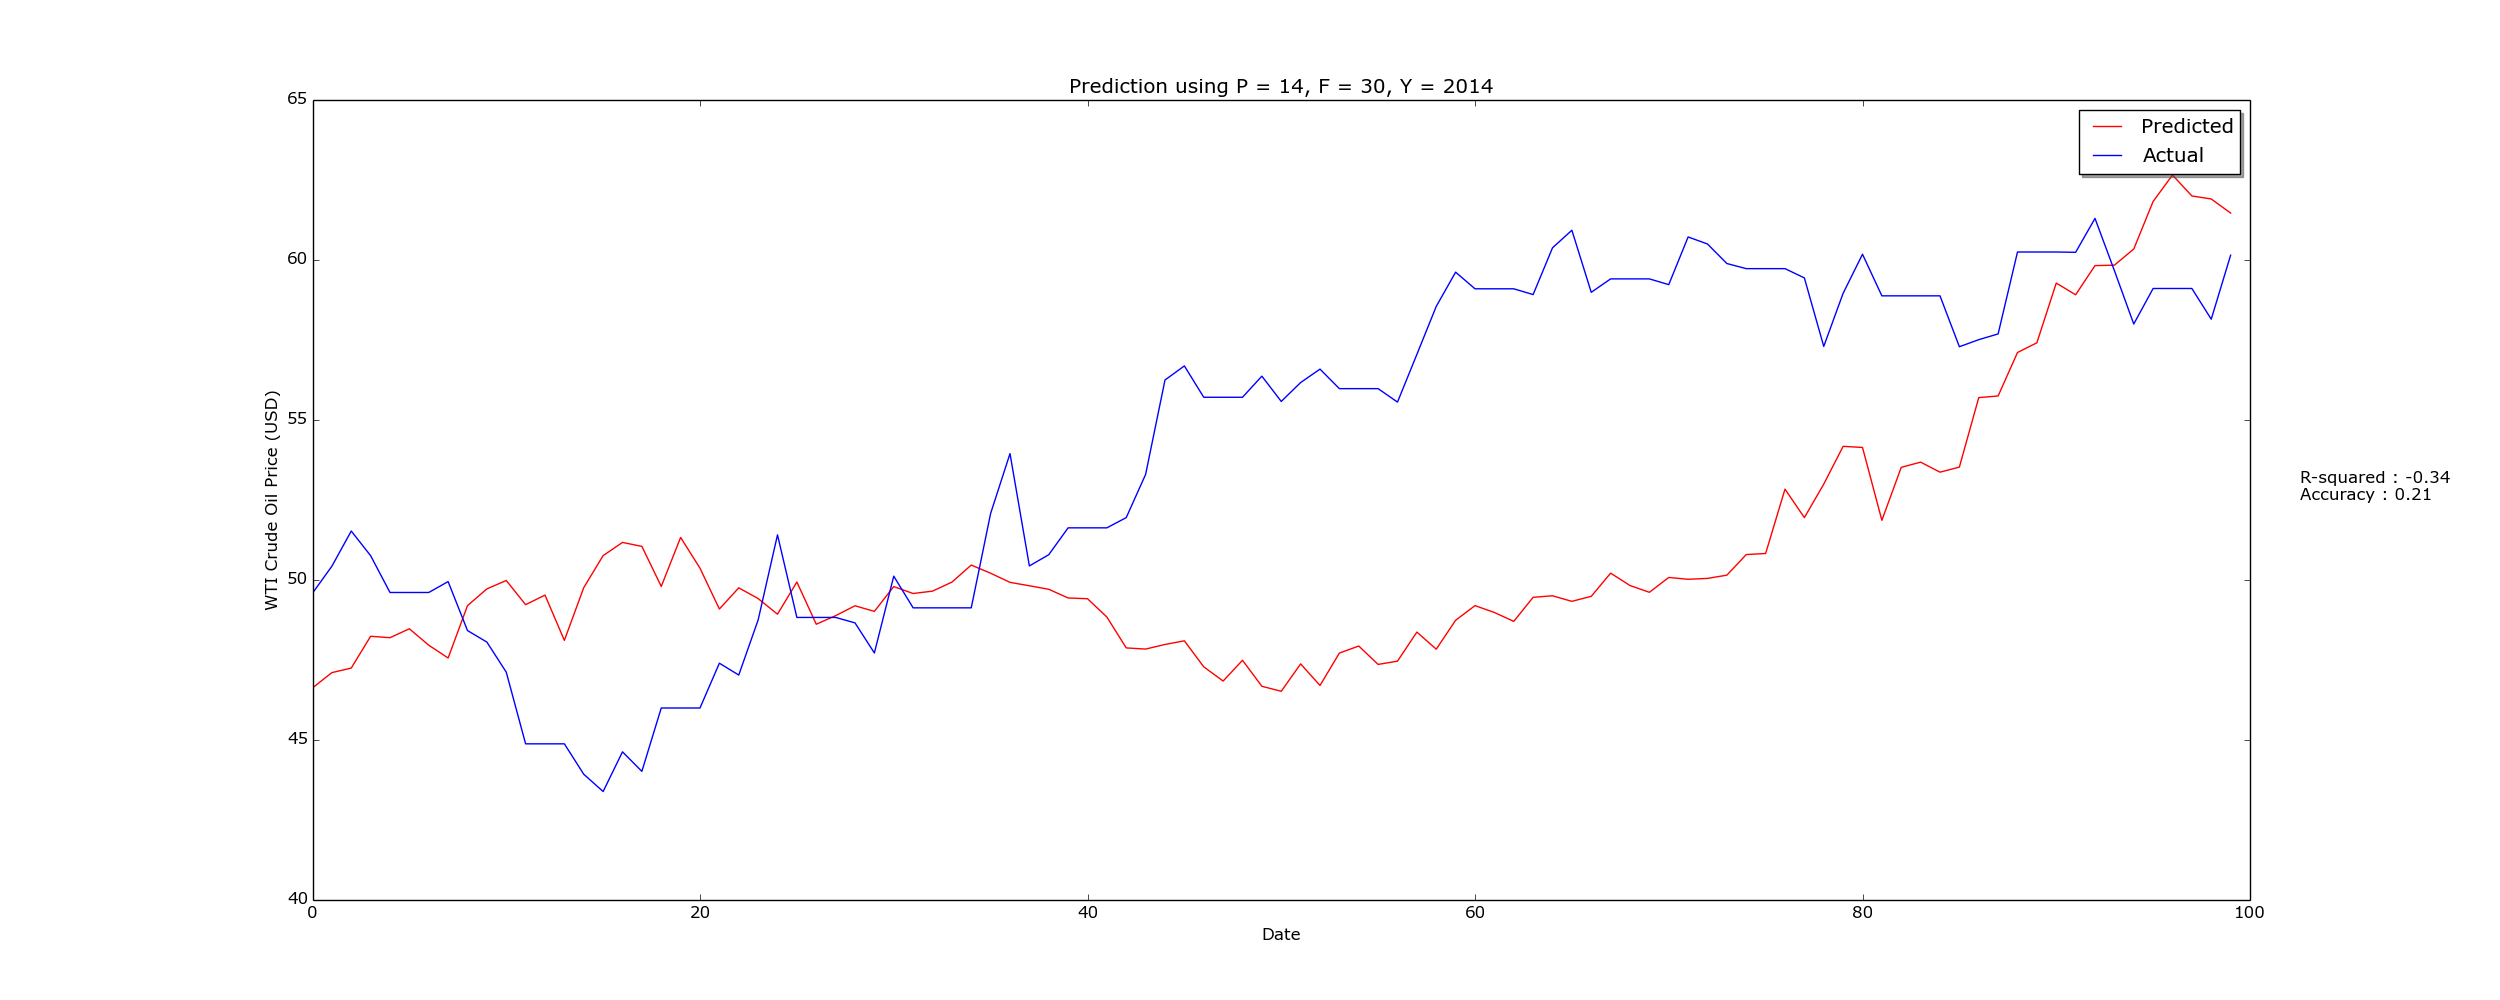 Prediction using P = 14, F = 30, Y = 2014
Predicted
Actual
65
60
55
50
45
40
WTI Crude Oil Price (USD)
0
20
40
60
80
100
Date
R-squared : -0.34
Accuracy : 0.21